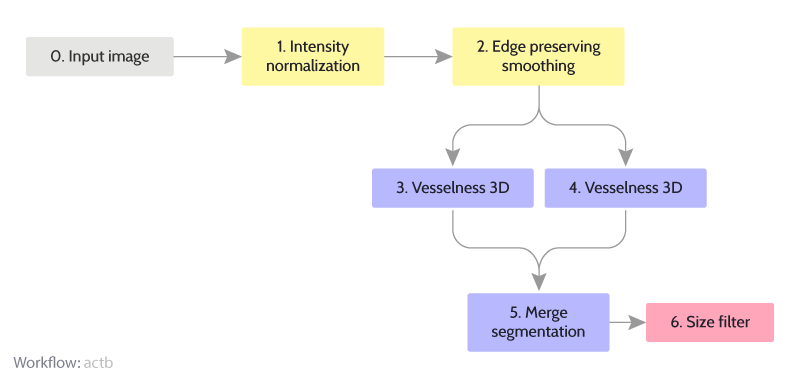 0. Input image
1. Intensity
normalization
2. Edge preserving
smoothing
3. Vesselness 3D
4. Vesselness 3D
5. Merge
segmentation
6. Size filter
Workflow: actb